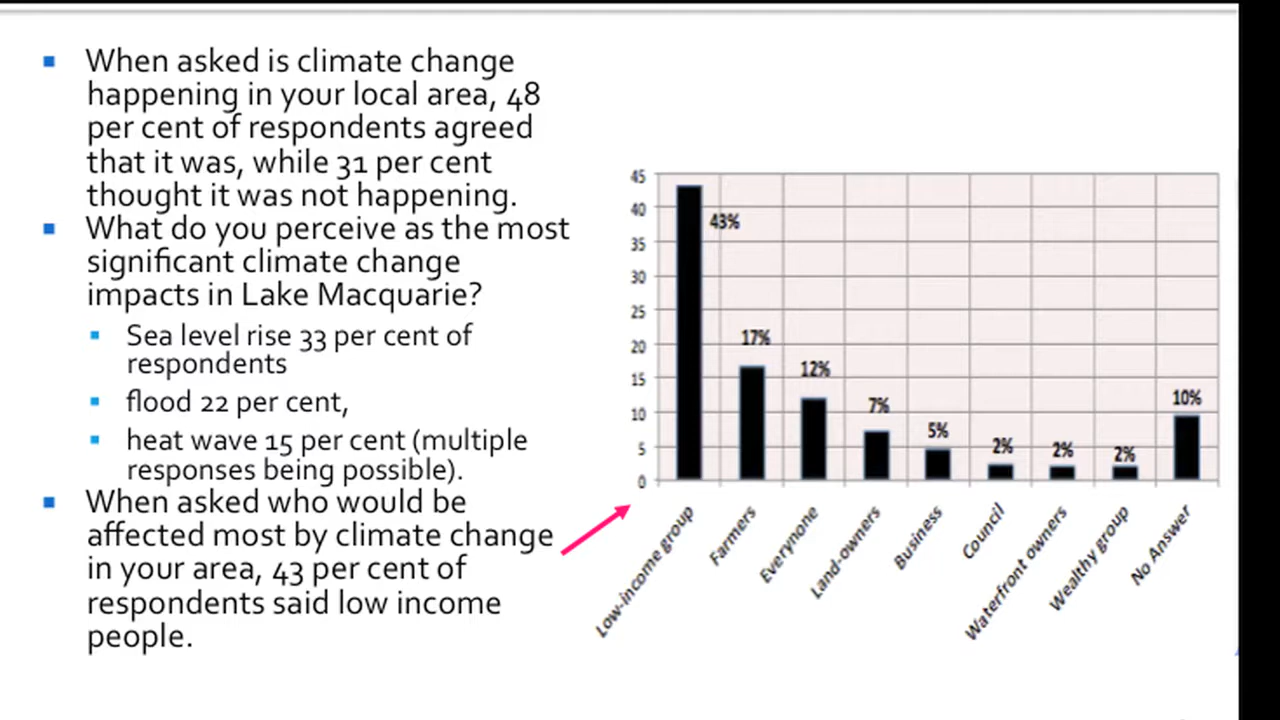 When asked is climate change
happening in your local area, 48
per cent of respondents agreed
that it was, while 31 per cent
thought it was not happening.
What do you perceive as the most
significant climate change
impacts in Lake Macquarie?
Sea level rise 33 per cent of
respondents
flood 22 per cent,
heat wave 15 per cent (multiple
responses being possible).
When asked who would be
affected most by climate change
in your area, 43 per cent of
respondents said low income
people.
45
40
35
30
25
20
15
10
5
0
43%
17%
12%
7%
5%
2%
2%
2%
10%
Low-income group
Farmers
Everynone
Land-owners
Business
Council
Waterfront owners
Wealthy group
No Answer